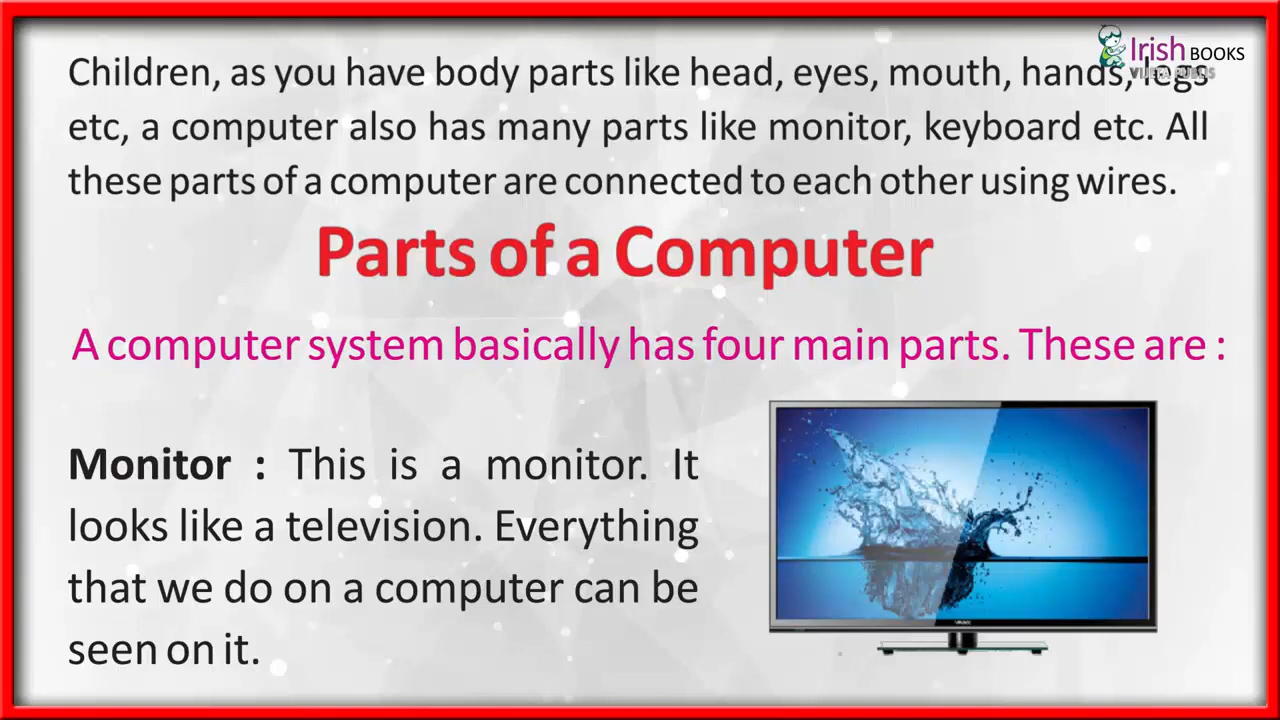 Irish BOOKS
Children, as you have body parts like head, eyes, mouth, hands, legs
etc, a computer also has many parts like monitor, keyboard etc. All
these parts of a computer are connected to each other using wires.
Parts of a Computer
A computer system basically has four main parts. These are :
Monitor : This is a monitor. It
looks like a television. Everything
that we do on a computer can be
seen on it.